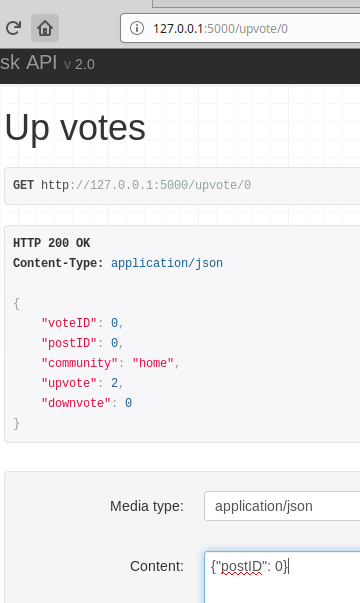 127.0.0.1:5000/upvote/0
sk API v 2.0
Up votes
GET http://127.0.0.1:5000/upvote/0
HTTP 200 OK
Content-Type: application/json
{
"voteID": 0,
"postID": 0,
"community": "home",
"upvote": 2,
"downvote": 0
}
Media type: application/json
Content: {"postID": 0}